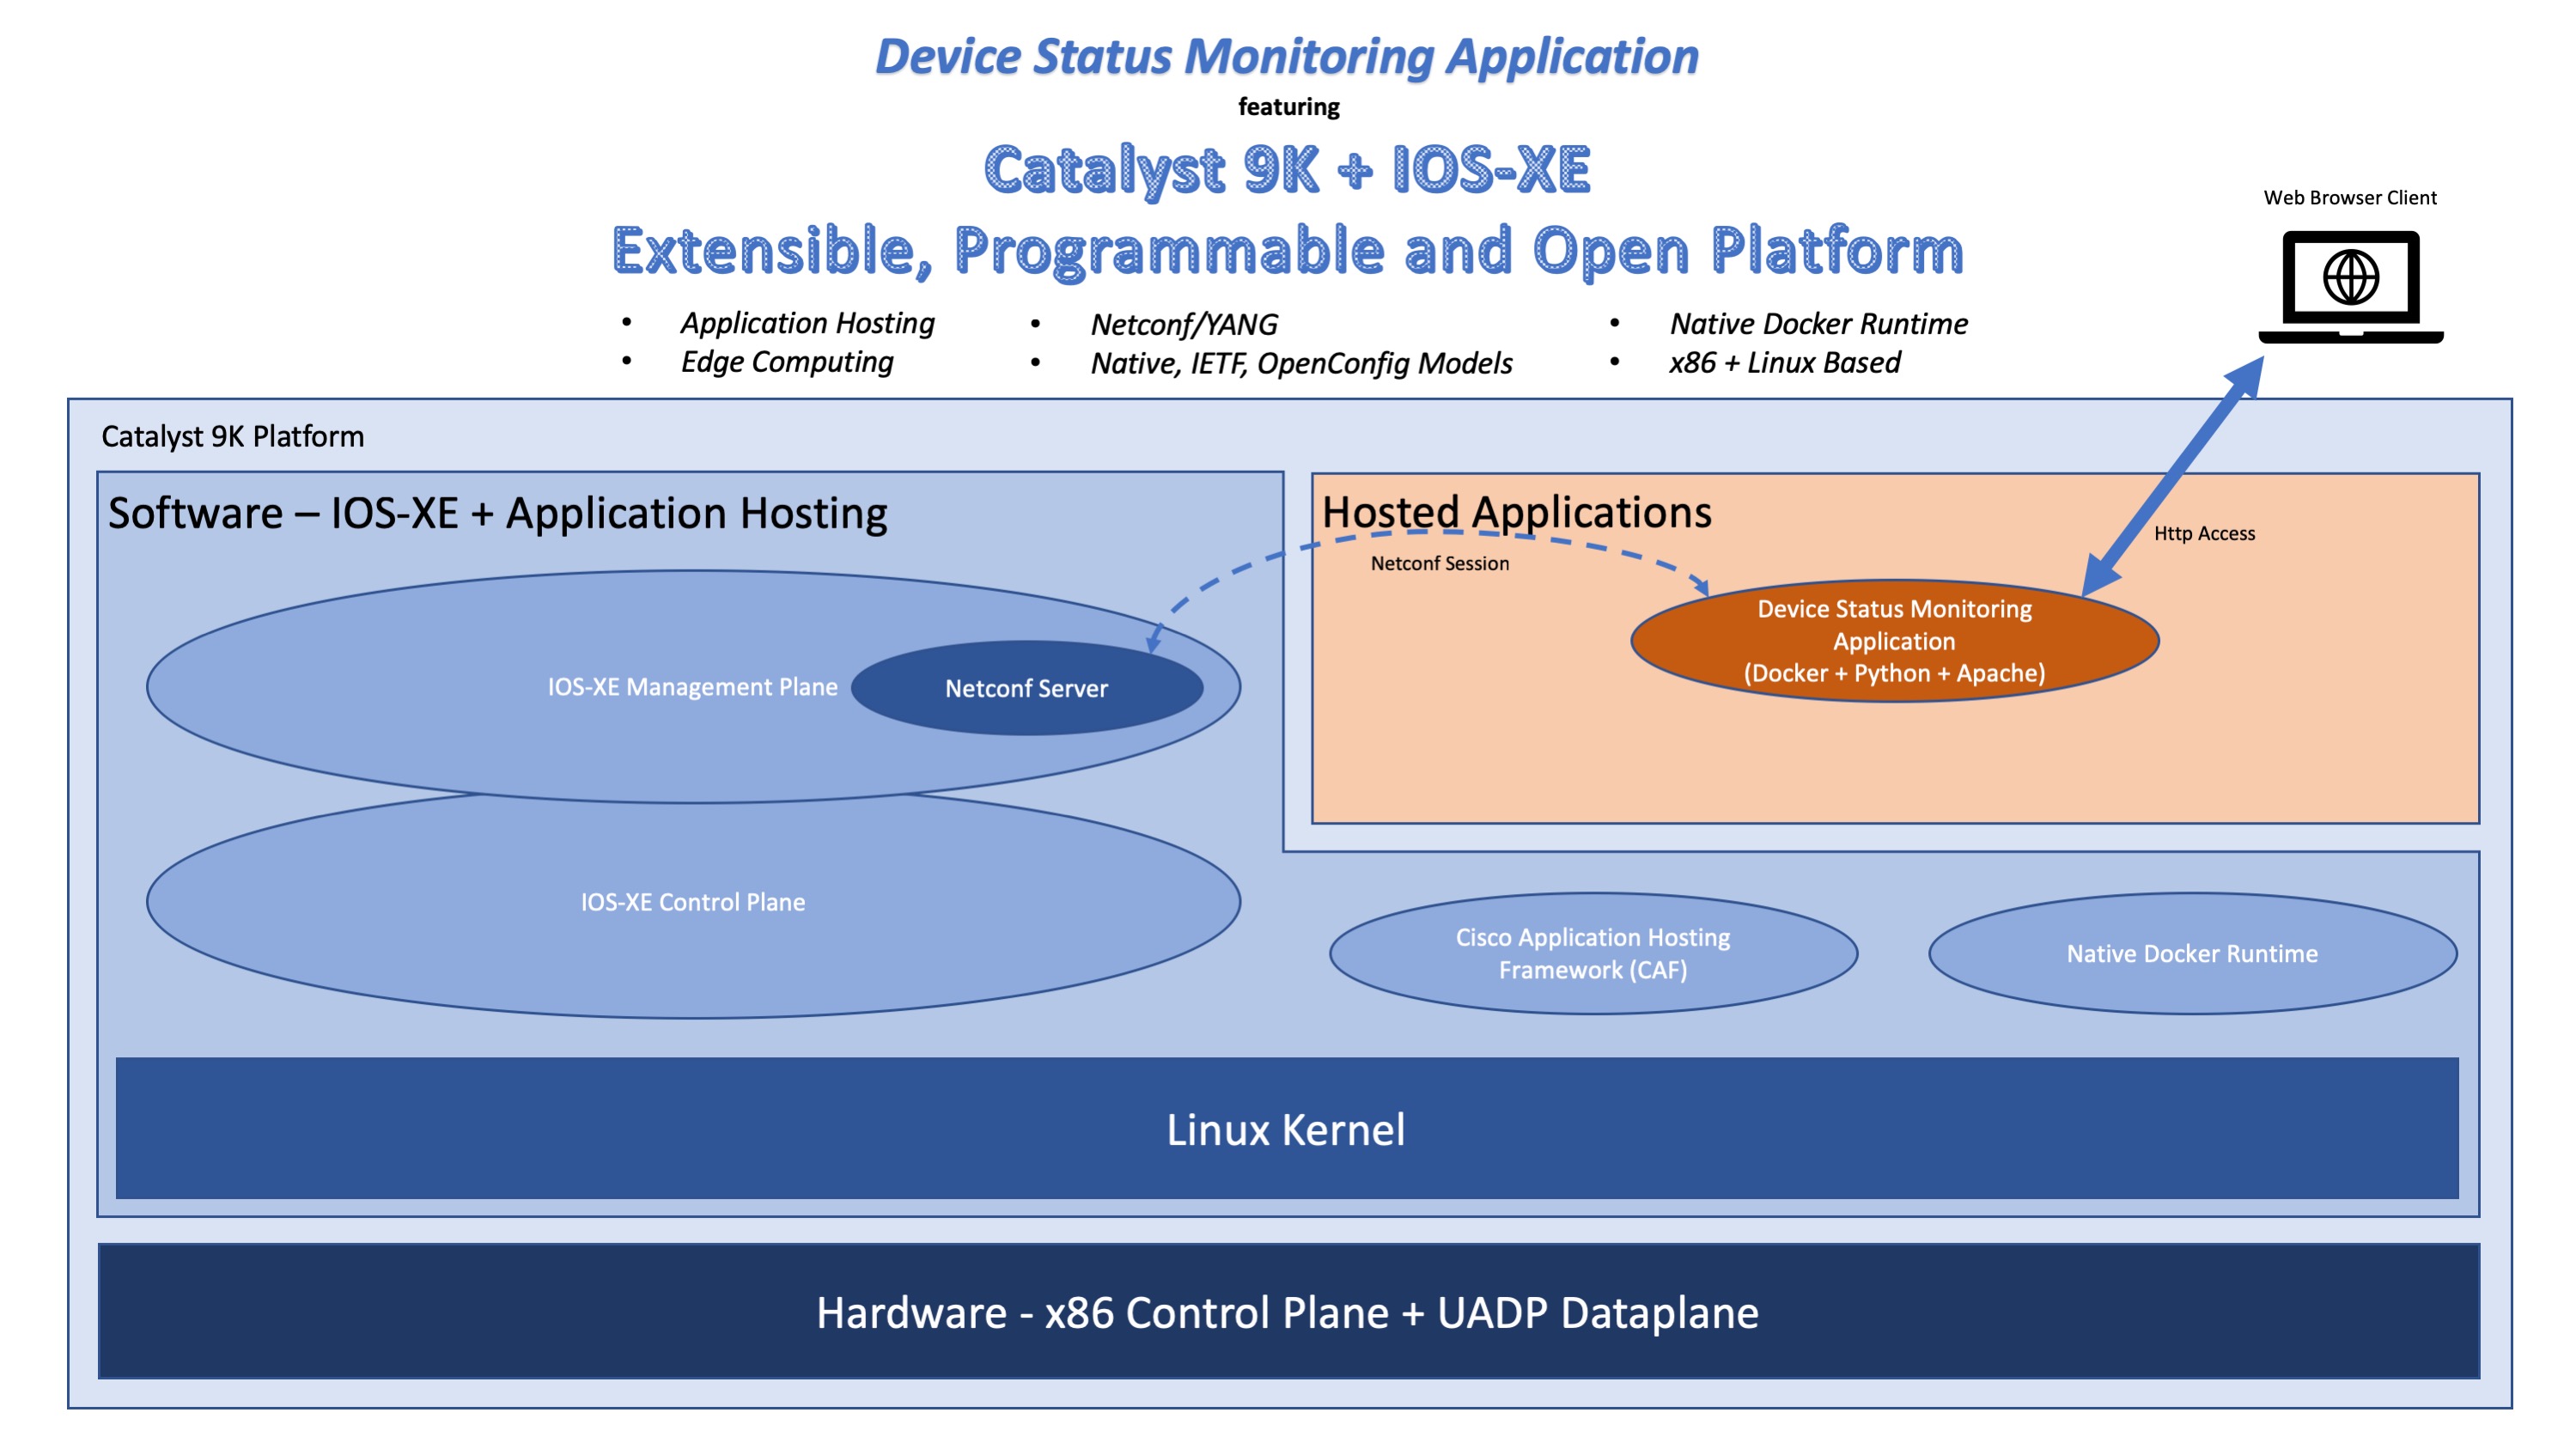 Device Status Monitoring Application
featuring
Catalyst 9K + IOS-XE
Extensible, Programmable and Open Platform
• Application Hosting
• Edge Computing
• Netconf/YANG
• Native, IETF, OpenConfig Models
• Native Docker Runtime
• x86 + Linux Based
Web Browser Client
Catalyst 9K Platform
Software – IOS-XE + Application Hosting
Hosted Applications
Http Access
Netconf Session
Device Status Monitoring
Application
(Docker + Python + Apache)
IOS-XE Management Plane
Netconf Server
IOS-XE Control Plane
Cisco Application Hosting
Framework (CAF)
Native Docker Runtime
Linux Kernel
Hardware - x86 Control Plane + UADP Dataplane